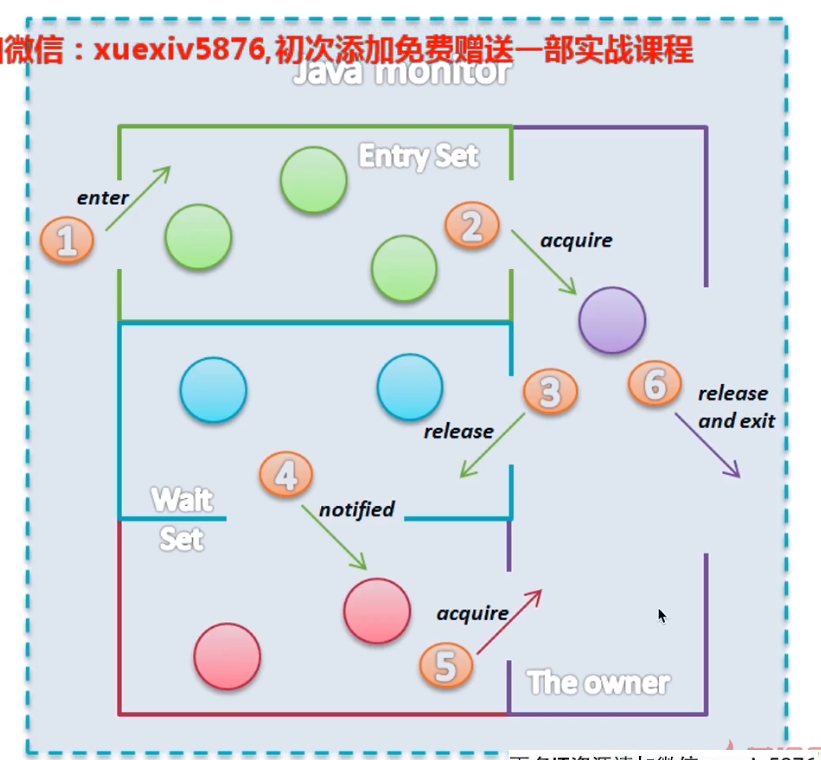 微信：xuexiv5876,初次添加免费赠送一部实战课程
Java monitor
Entry Set
enter
1
2
acquire
3
6
release
and exit
release
4
Wait
Set
notified
acquire
5
The owner